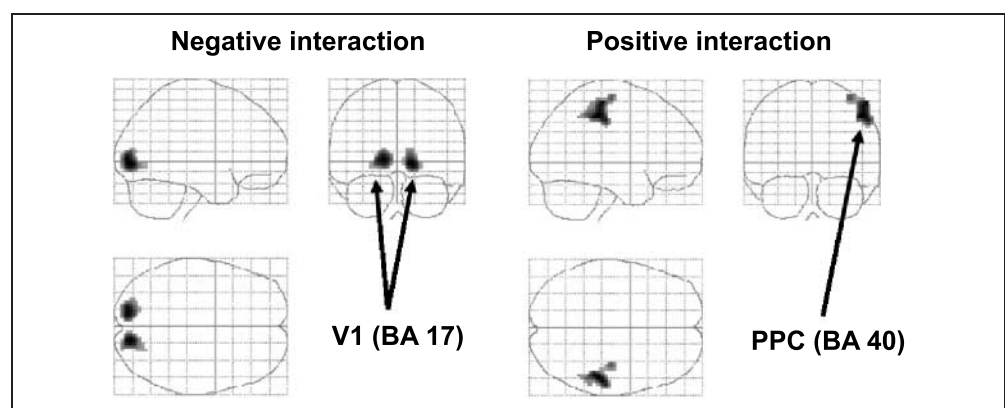 Negative interaction
Positive interaction
V1 (BA 17)
PPC (BA 40)